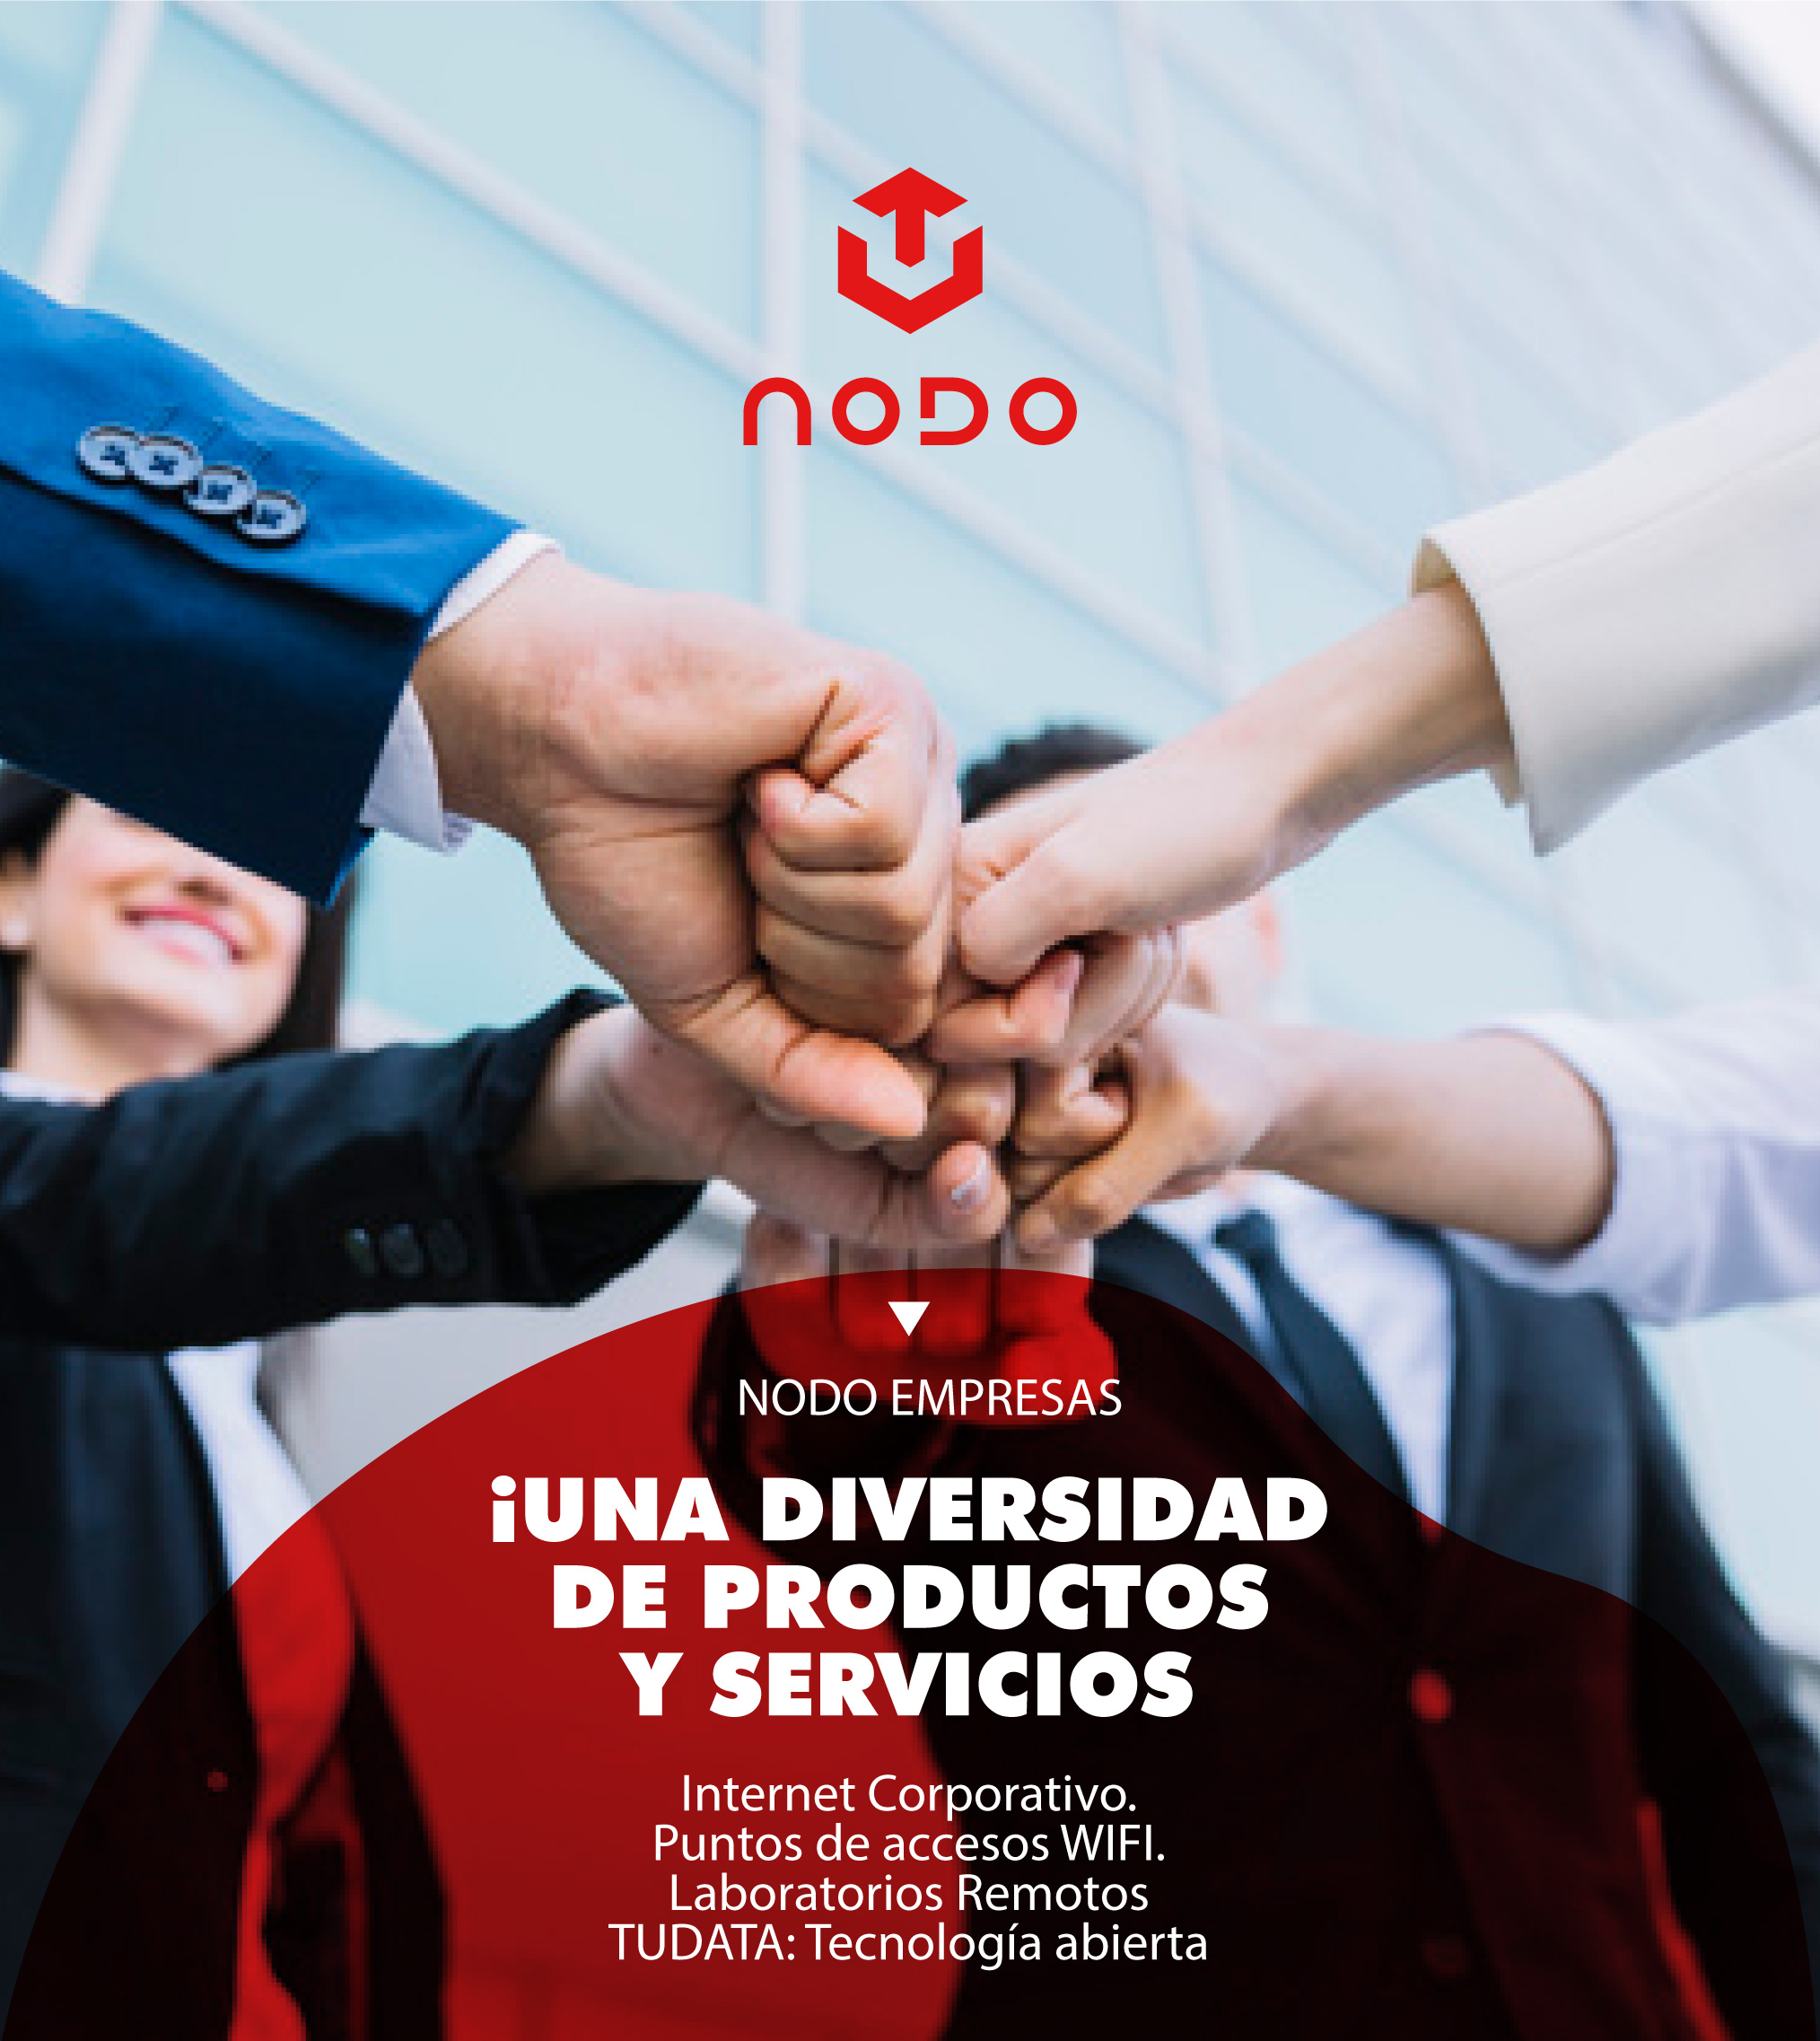 NODO
NODO EMPRESAS
¡UNA DIVERSIDAD
DE PRODUCTOS
Y SERVICIOS
Internet Corporativo.
Puntos de accesos WIFI.
Laboratorios Remotos
TUDATA: Tecnología abierta